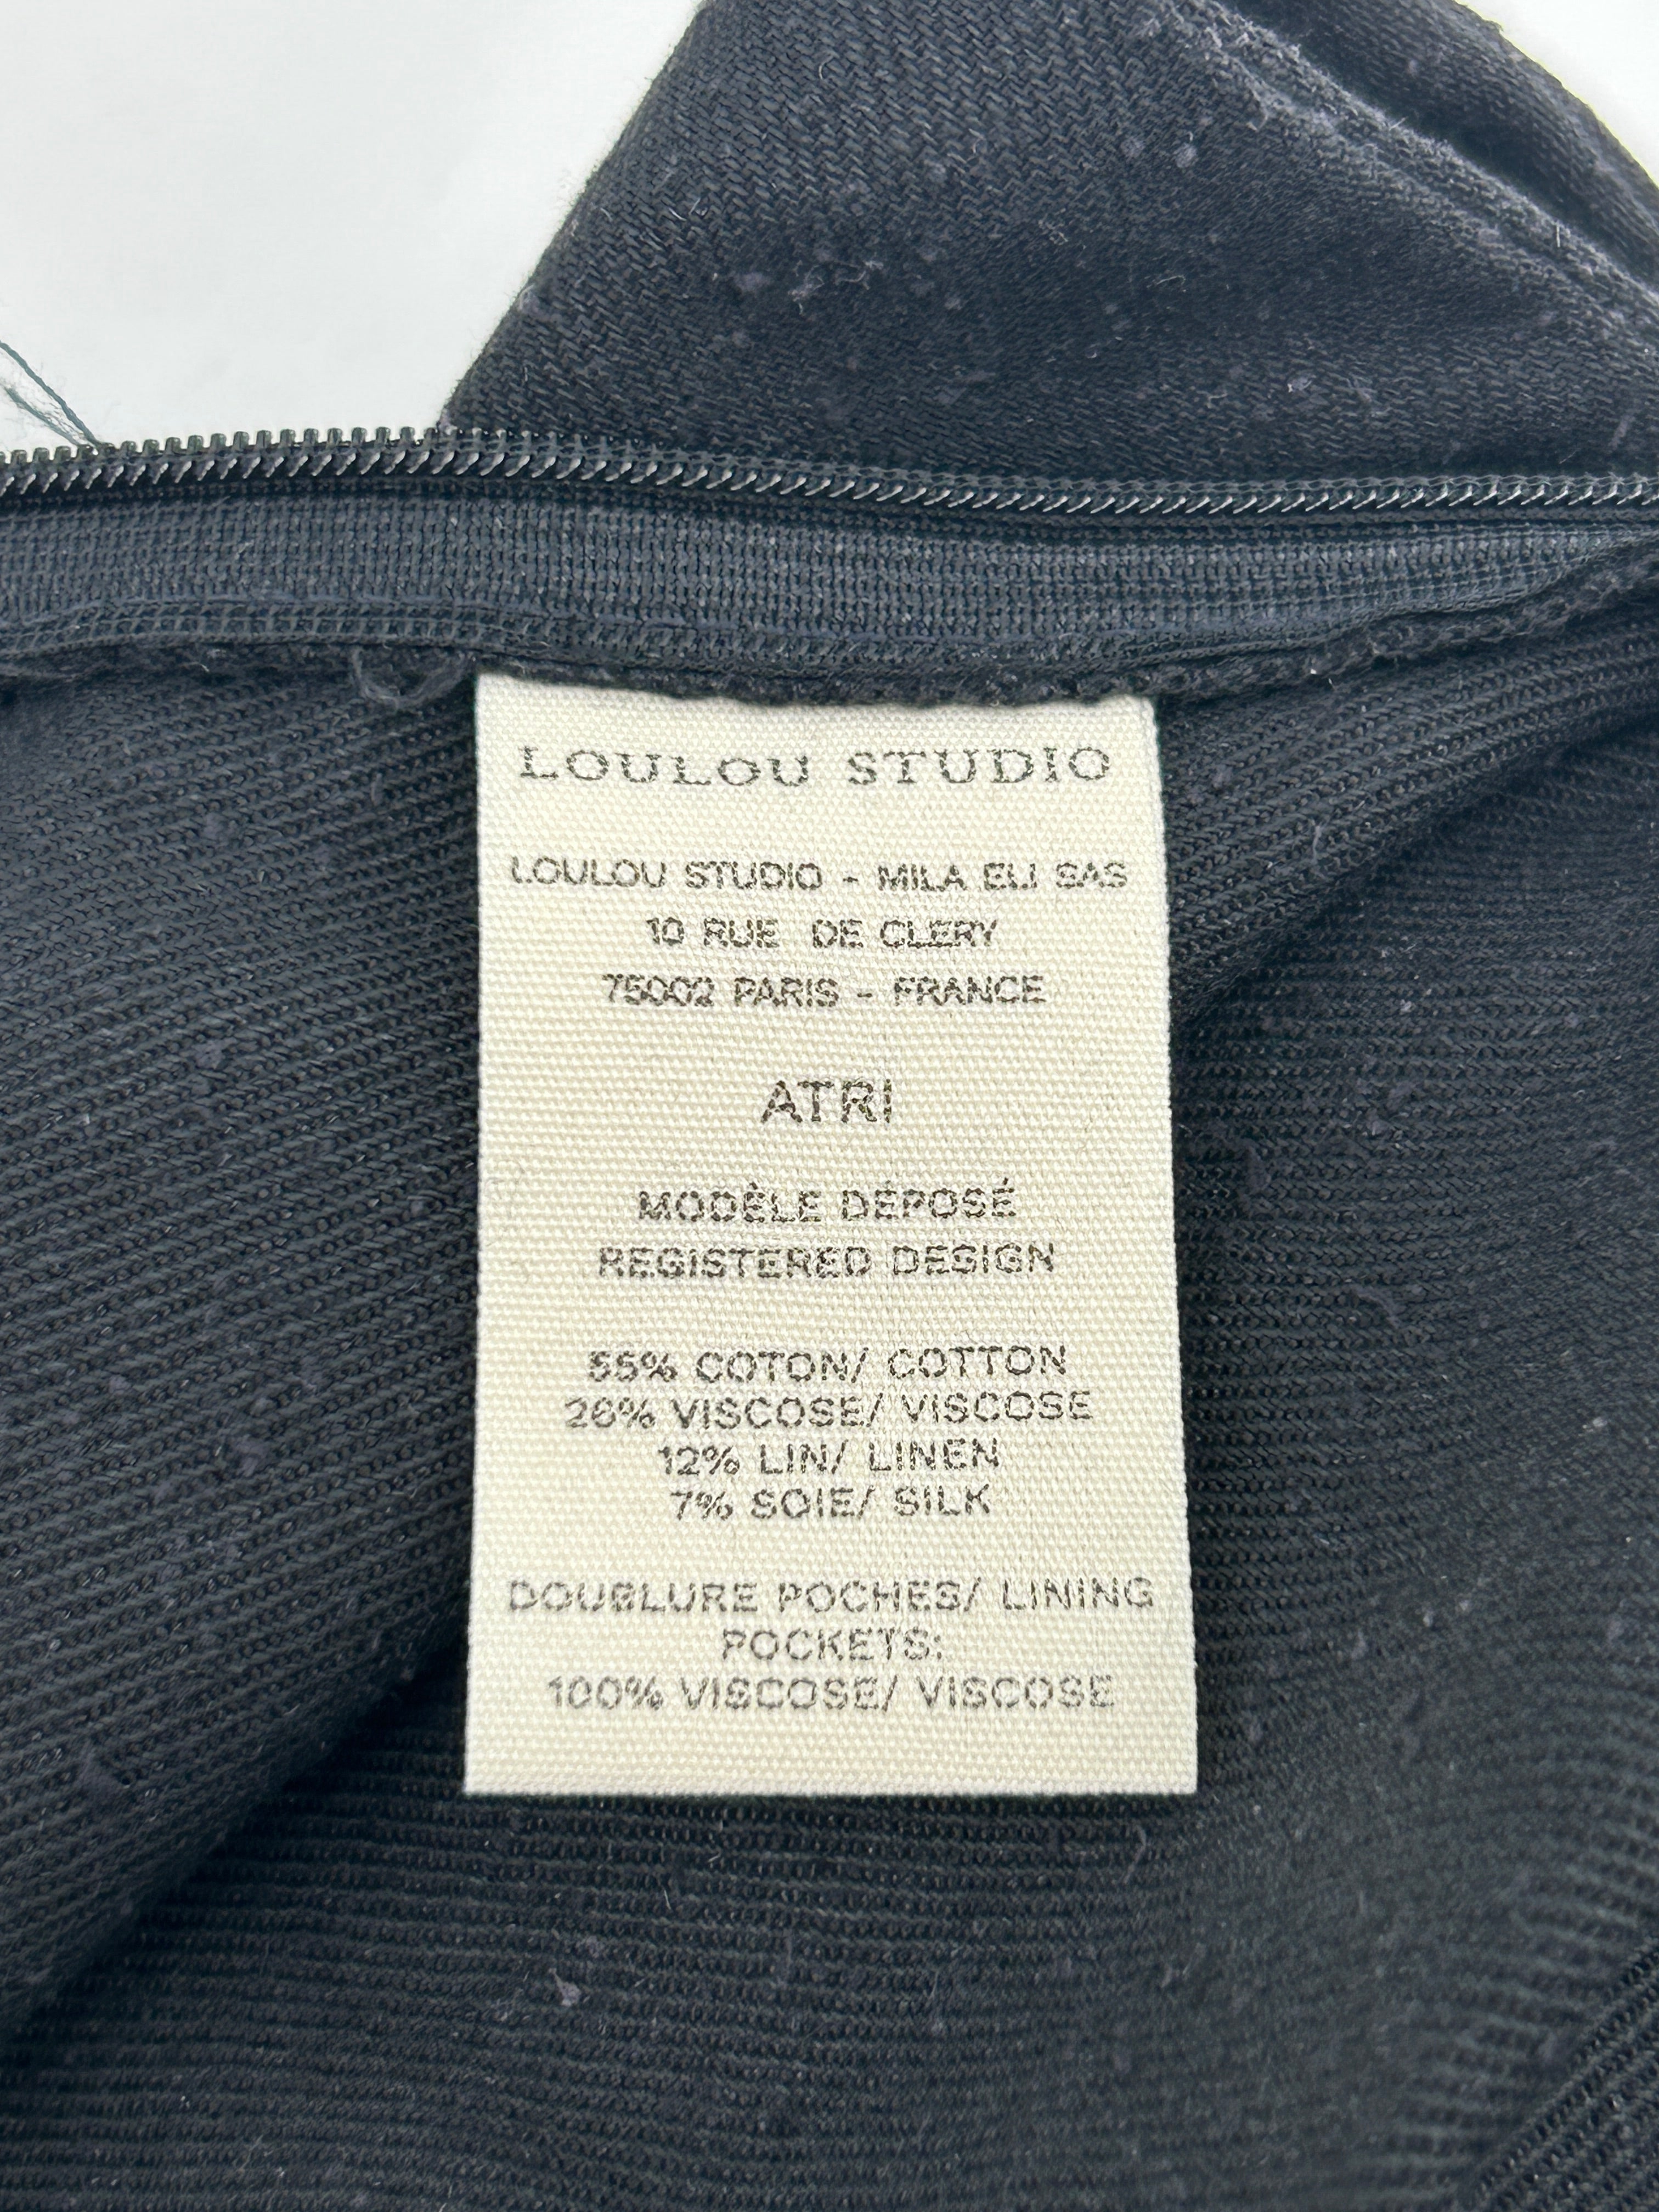 LOULOU STUDIO
LOULOU STUDIO - MILA ELI SAS
10 RUE DE CLERY
75002 PARIS - FRANCE
ATRI
MODÈLE DÉPOSÉ
REGISTERED DESIGN
55% COTON/ COTTON
26% VISCOSE/ VISCOSE
12% LIN/ LINEN
7% SOIE/ SILK
DOUBLURE POCHES/ LINING
POCKETS:
100% VISCOSE/ VISCOSE